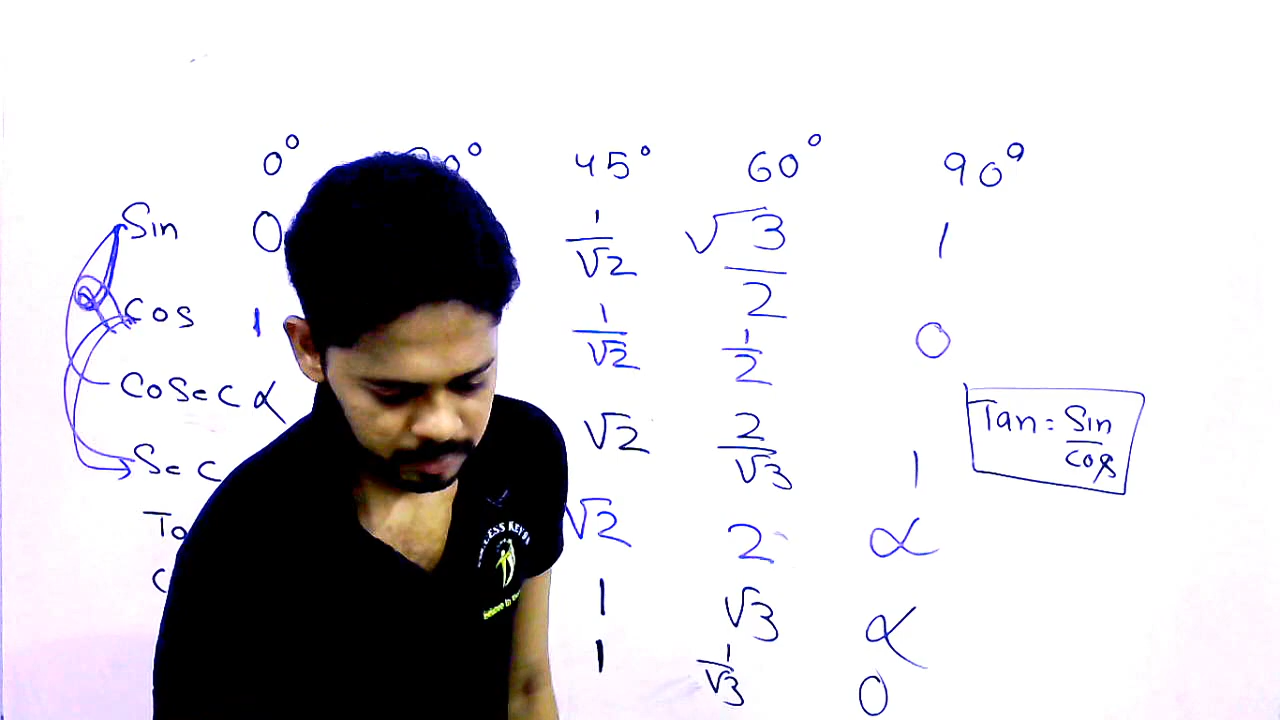 0° 0° 45° 60° 90°
Sin 0 1/√2 √3/2 1
Cos 1 1/√2 1/2 0
Cosec ∝ √2 2/√3 1
Sec √2 2 ∝
1 √3 ∝
1 1/√3 0
Tan = Sin/Cos